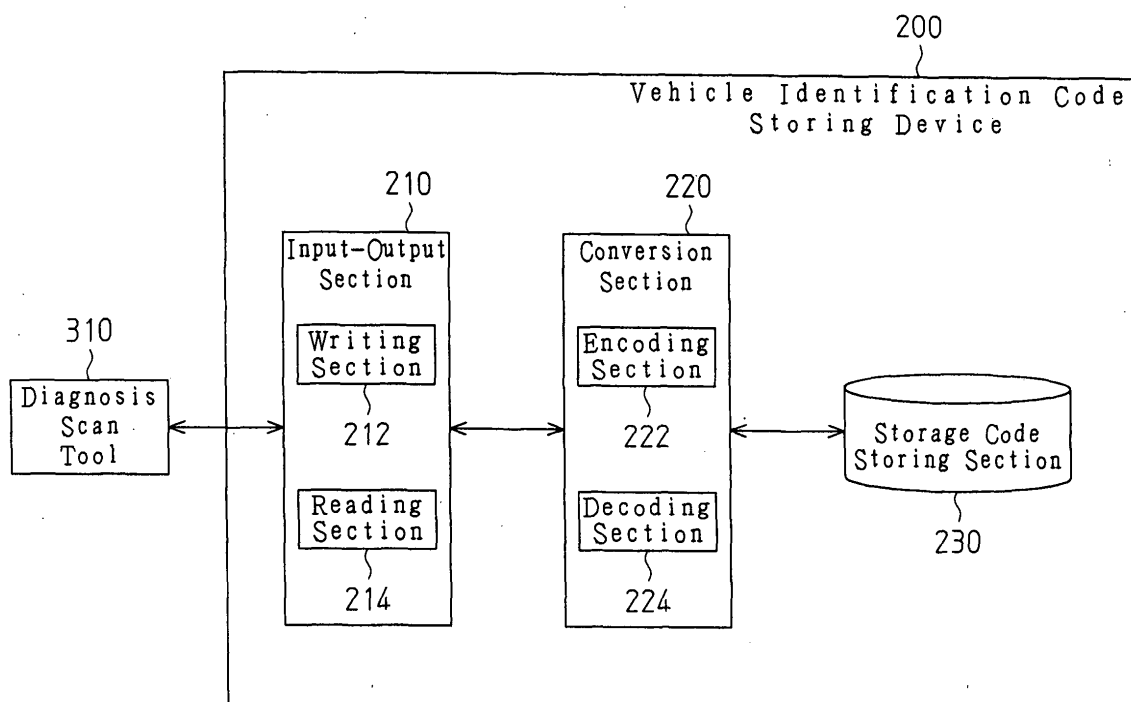 200
Vehicle Identification Code
Storing Device
210
220
Input-Output
Section
Conversion
Section
310
Writing
Section
Encoding
Section
Diagnosis
Scan
Tool
212
222
Storage Code
Storing Section
Reading
Section
Decoding
Section
230
214
224